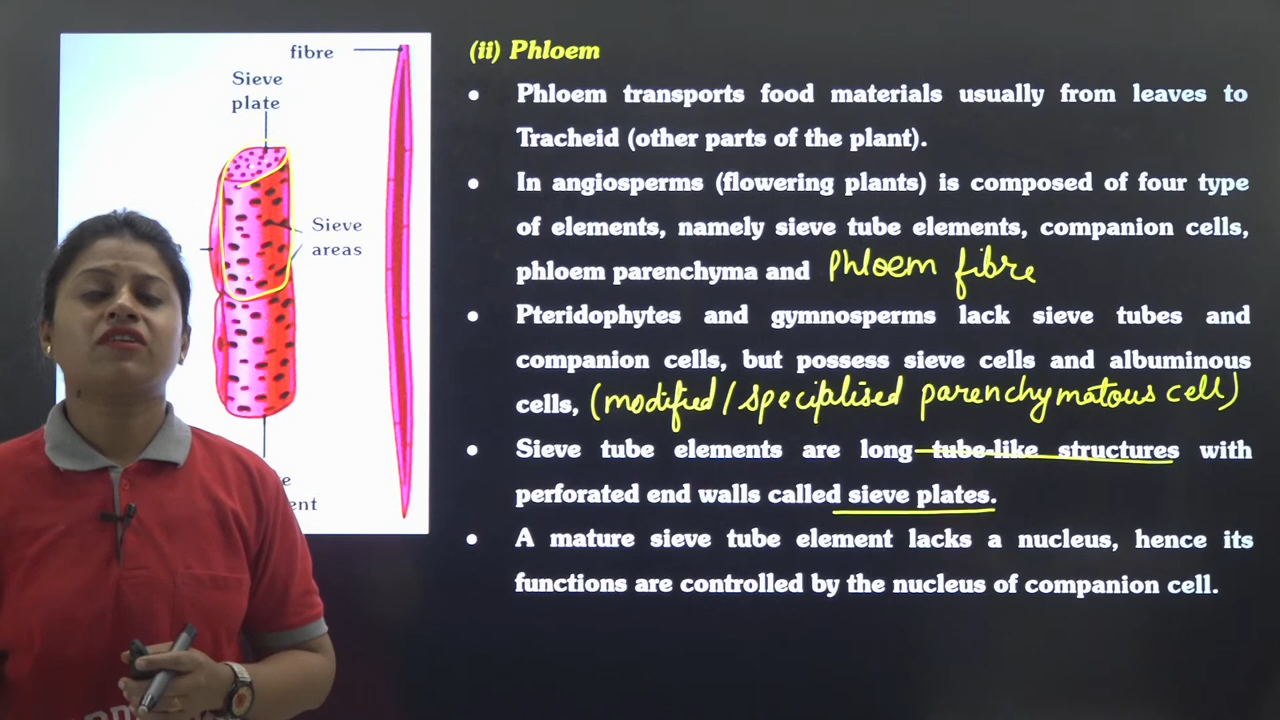 fibre
Sieve
plate
Sieve
areas
(ii) Phloem
• Phloem transports food materials usually from leaves to
Tracheid (other parts of the plant).
• In angiosperms (flowering plants) is composed of four type
of elements, namely sieve tube elements, companion cells,
phloem parenchyma and Phloem fibre
• Pteridophytes and gymnosperms lack sieve tubes and
companion cells, but possess sieve cells and albuminous
cells, (modified/specialised parenchymatous cell)
• Sieve tube elements are long tube-like structures with
perforated end walls called sieve plates.
• A mature sieve tube element lacks a nucleus, hence its
functions are controlled by the nucleus of companion cell.